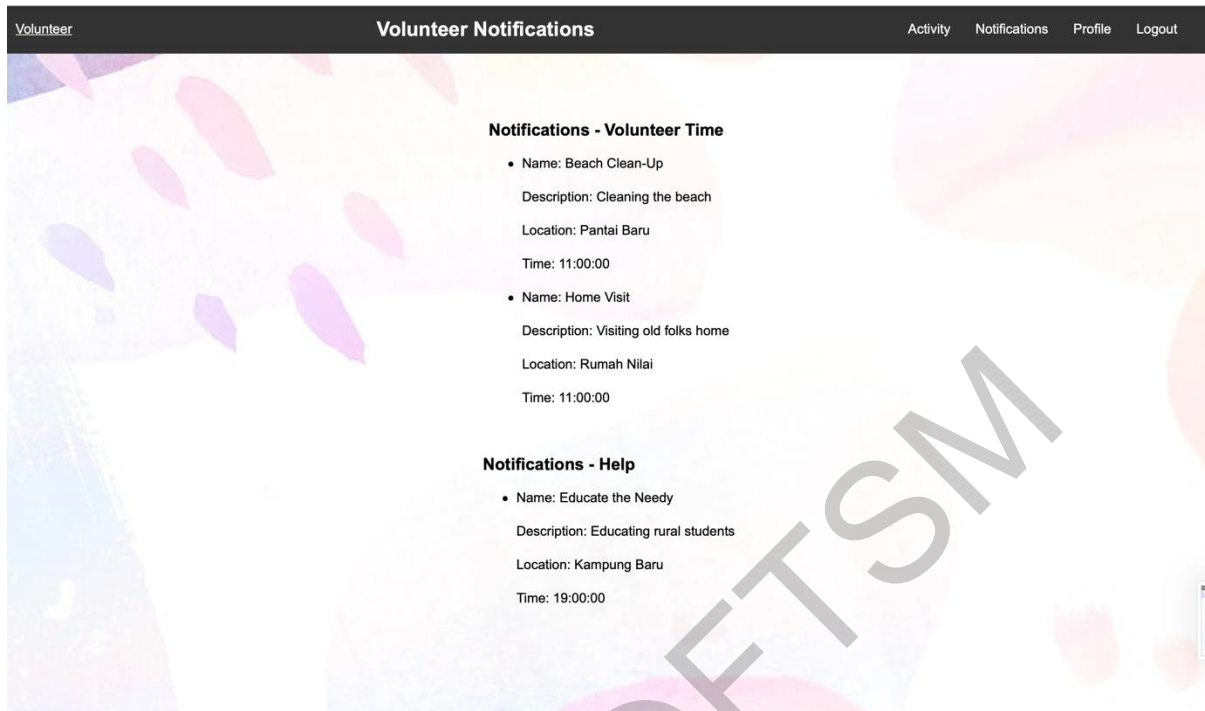 Volunteer
Volunteer Notifications
Activity Notifications Profile Logout
Notifications - Volunteer Time
• Name: Beach Clean-Up
Description: Cleaning the beach
Location: Pantai Baru
Time: 11:00:00
• Name: Home Visit
Description: Visiting old folks home
Location: Rumah Nilai
Time: 11:00:00
Notifications - Help
• Name: Educate the Needy
Description: Educating rural students
Location: Kampung Baru
Time: 19:00:00
FTSM